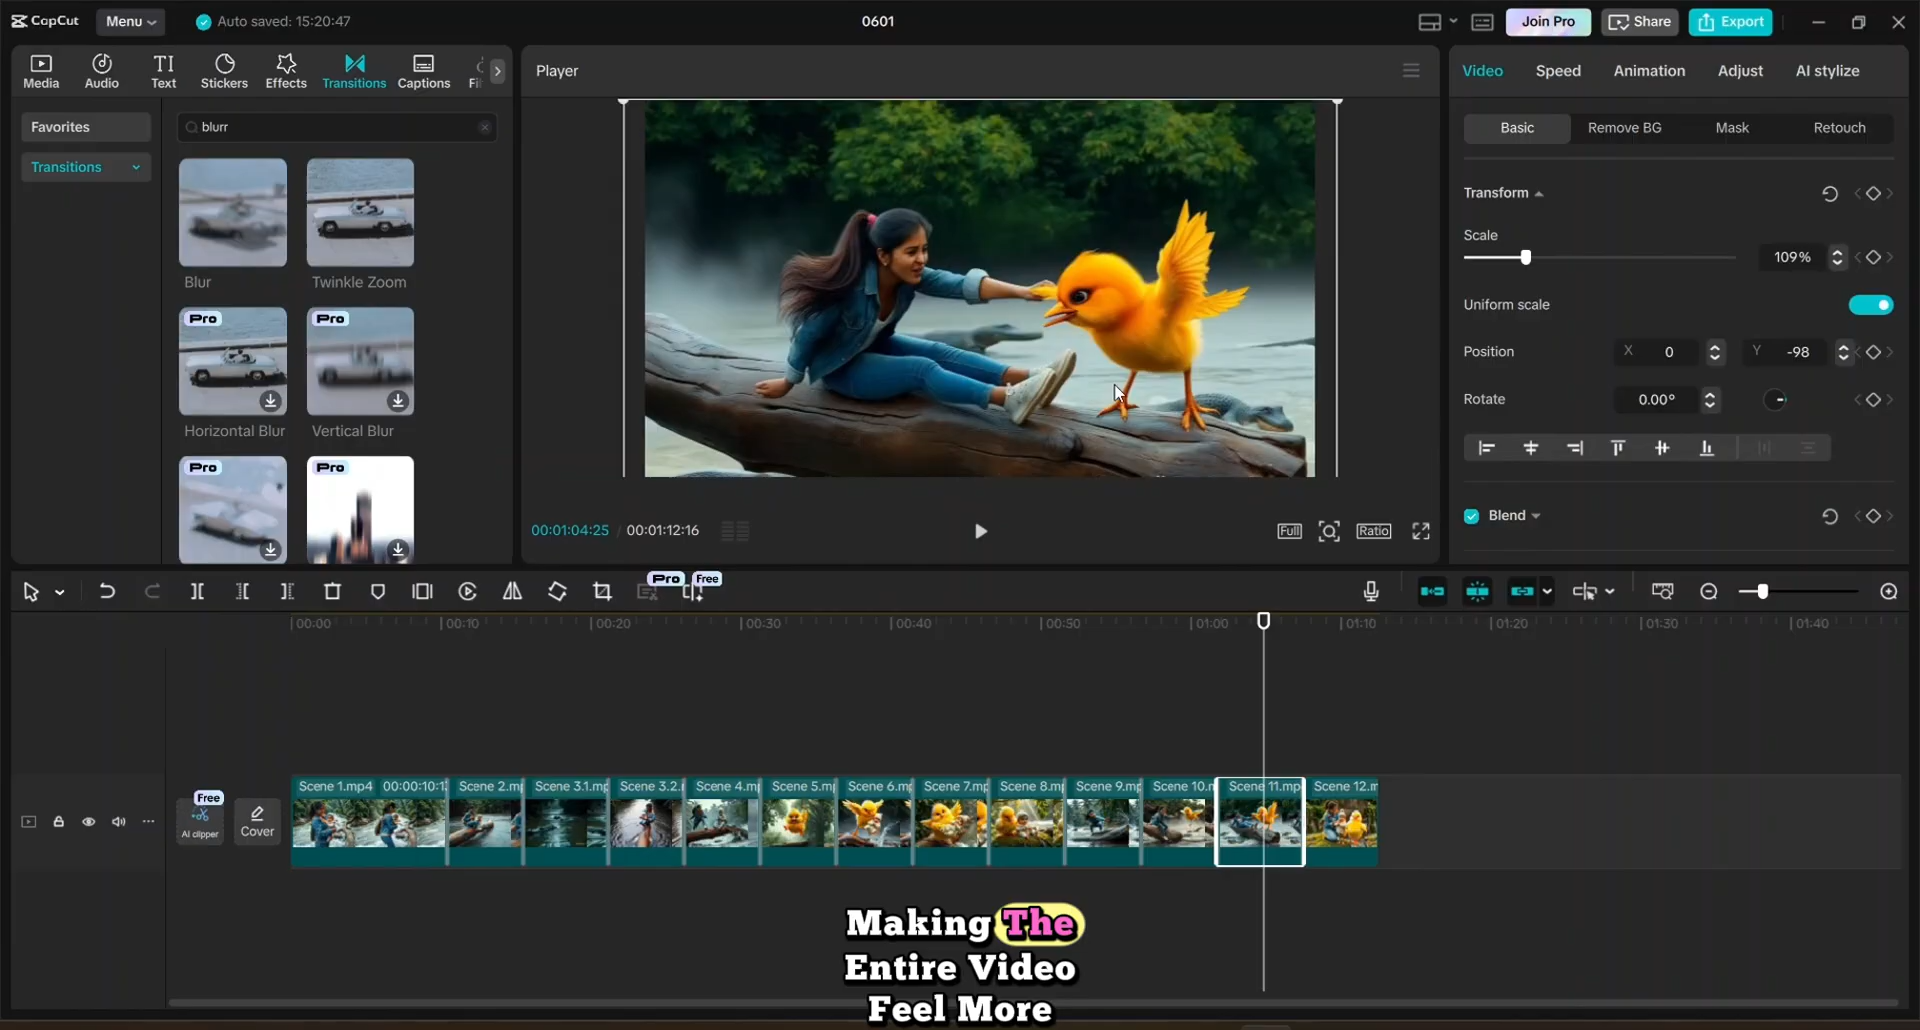 CapCut
Menu
Auto saved: 15:20:47
0601
Join Pro
Share
Export
Media
Audio
Text
Stickers
Effects
Transitions
Captions
Fil
Player
Video
Speed
Animation
Adjust
AI stylize
Favorites
Transitions
blurr
Blur
Twinkle Zoom
Pro
Pro
Horizontal Blur
Vertical Blur
Pro
Pro
Basic
Remove BG
Mask
Retouch
Transform
Scale
109%
Uniform scale
Position
X 0
Y -98
Rotate
0.00°
Blend
00:01:04:25 / 00:01:12:16
Full
Ratio
Pro
Free
00:00
00:10
00:20
00:30
00:40
00:50
01:00
01:10
01:20
01:30
01:40
Free
AI clipper
Cover
Scene 1.mp4 00:00:10:1
Scene 2.m
Scene 3.1.mp
Scene 3.2.
Scene 4.m
Scene 5.m
Scene 6.m
Scene 7.mp
Scene 8.m
Scene 9.m
Scene 10.
Scene 11.mp
Scene 12.m
Making The
Entire Video
Feel More